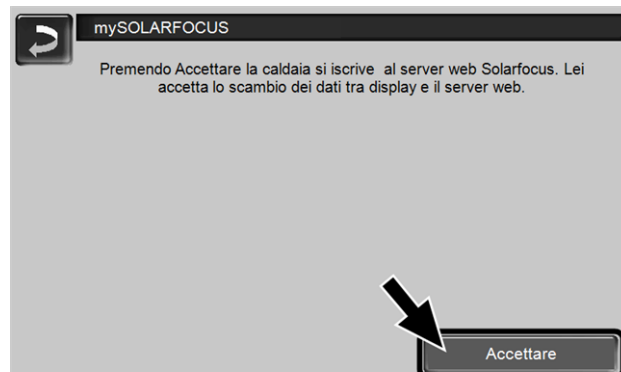 mySOLARFOCUS
Premendo Accettare la caldaia si iscrive  al server web Solarfocus. Lei
accetta lo scambio dei dati tra display e il server web.
Accettare